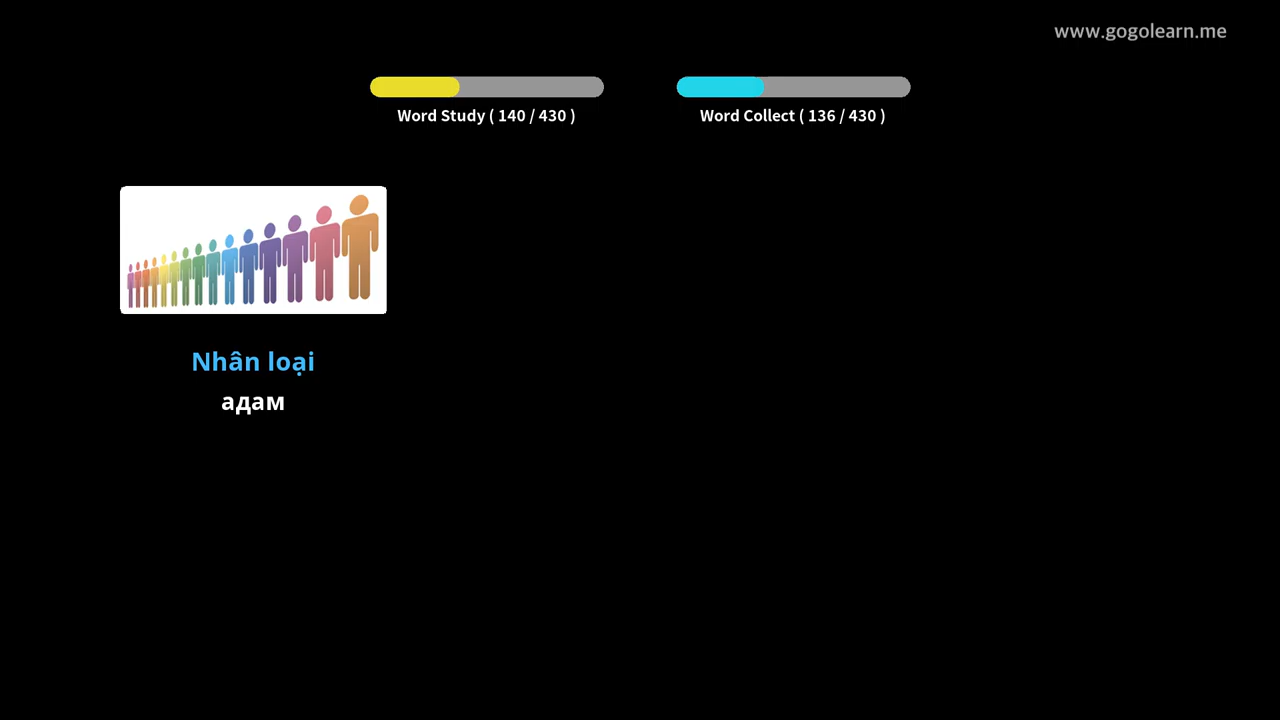 www.gogolearn.me
Word Study ( 140 / 430 )
Word Collect ( 136 / 430 )
Nhân loại
адам